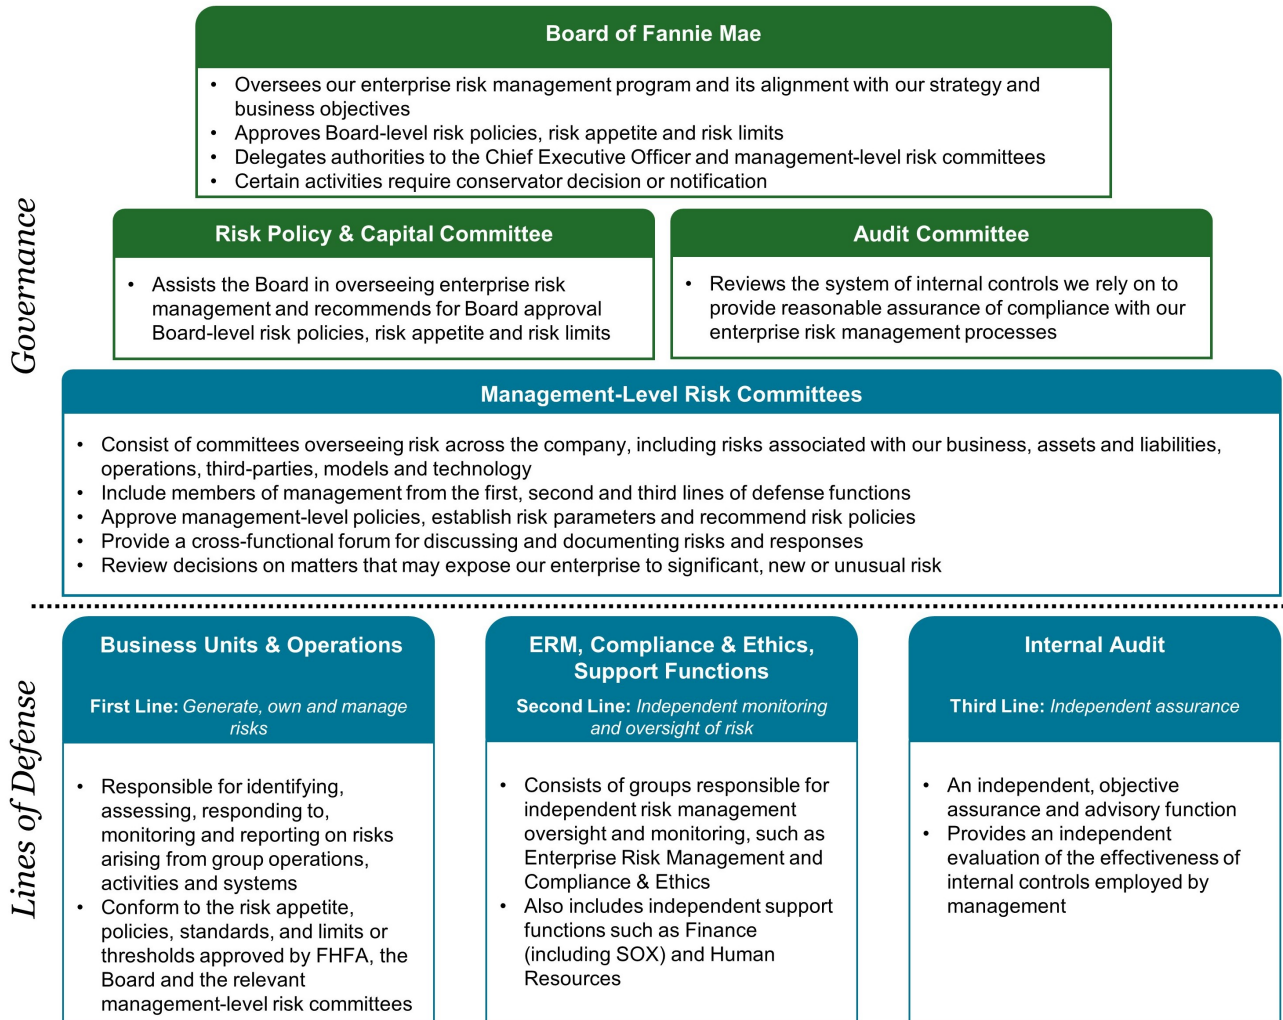 Board of Fannie Mae
• Oversees our enterprise risk management program and its alignment with our strategy and
business objectives
• Approves Board-level risk policies, risk appetite and risk limits
• Delegates authorities to the Chief Executive Officer and management-level risk committees
• Certain activities require conservator decision or notification
Governance
Risk Policy & Capital Committee
• Assists the Board in overseeing enterprise risk
management and recommends for Board approval
Board-level risk policies, risk appetite and risk limits
Audit Committee
• Reviews the system of internal controls we rely on to
provide reasonable assurance of compliance with our
enterprise risk management processes
Management-Level Risk Committees
• Consist of committees overseeing risk across the company, including risks associated with our business, assets and liabilities,
operations, third-parties, models and technology
• Include members of management from the first, second and third lines of defense functions
• Approve management-level policies, establish risk parameters and recommend risk policies
• Provide a cross-functional forum for discussing and documenting risks and responses
• Review decisions on matters that may expose our enterprise to significant, new or unusual risk
Lines of Defense
Business Units & Operations
First Line: Generate, own and manage
risks
• Responsible for identifying,
assessing, responding to,
monitoring and reporting on risks
arising from group operations,
activities and systems
• Conform to the risk appetite,
policies, standards, and limits or
thresholds approved by FHFA, the
Board and the relevant
management-level risk committees
ERM, Compliance & Ethics,
Support Functions
Second Line: Independent monitoring
and oversight of risk
• Consists of groups responsible for
independent risk management
oversight and monitoring, such as
Enterprise Risk Management and
Compliance & Ethics
• Also includes independent support
functions such as Finance
(including SOX) and Human
Resources
Internal Audit
Third Line: Independent assurance
• An independent, objective
assurance and advisory function
• Provides an independent
evaluation of the effectiveness of
internal controls employed by
management